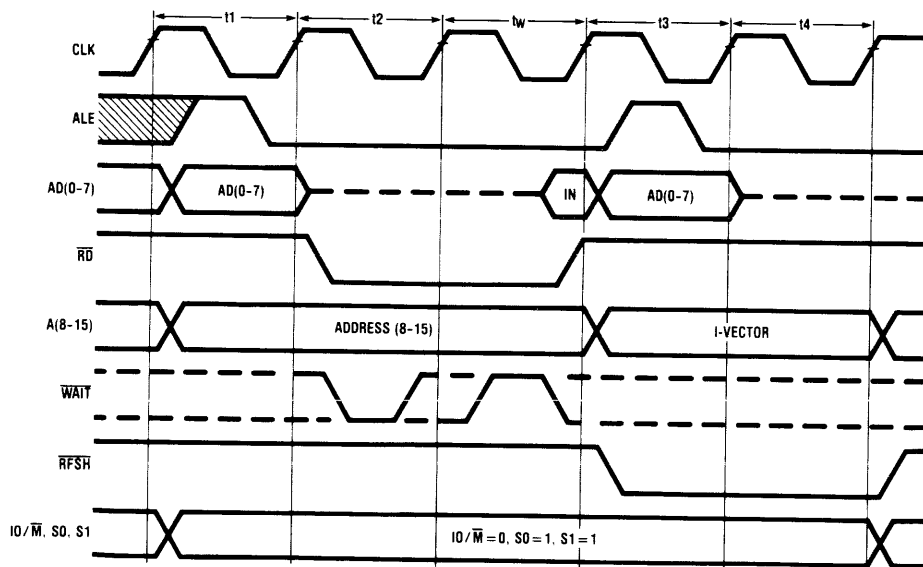 t1 t2 tw t3 t4
CLK
ALE
AD(0-7) AD(0-7) IN AD(0-7)
RD
A(8-15) ADDRESS (8-15) I-VECTOR
WAIT
RFSH
IO/M, S0, S1 IO/M=0, S0=1, S1=1